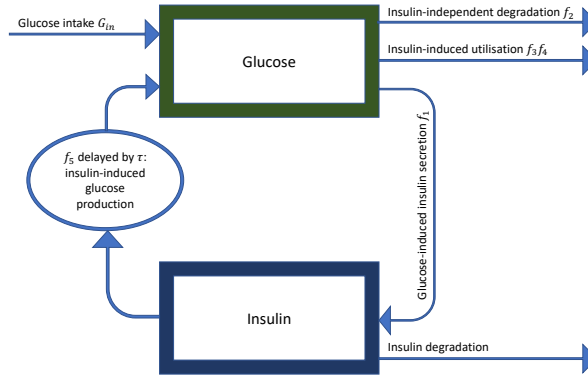 Glucose intake G_in
Insulin-independent degradation f_2
Insulin-induced utilisation f_3f_4
Glucose
f_5 delayed by τ:
insulin-induced
glucose
production
Glucose-induced insulin secretion f_1
Insulin
Insulin degradation